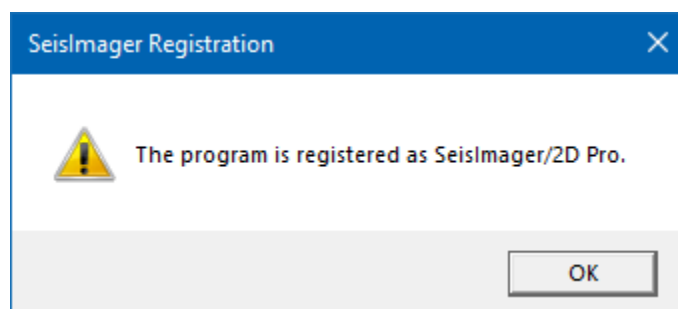 SeisImager Registration
The program is registered as SeisImager/2D Pro.
OK